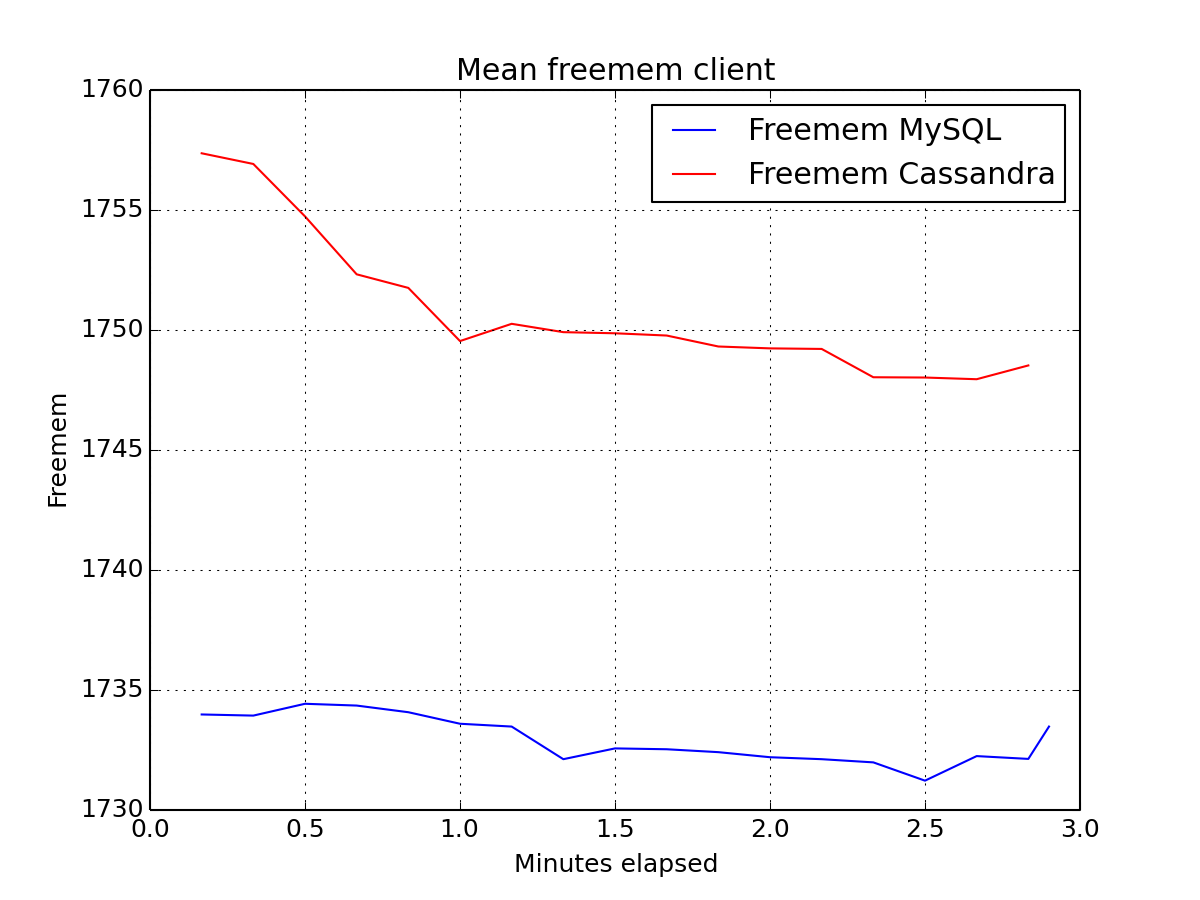 Mean freemem client
Freemem MySQL
Freemem Cassandra
1760
1755
1750
1745
1740
1735
1730
Freemem
0.0 0.5 1.0 1.5 2.0 2.5 3.0
Minutes elapsed